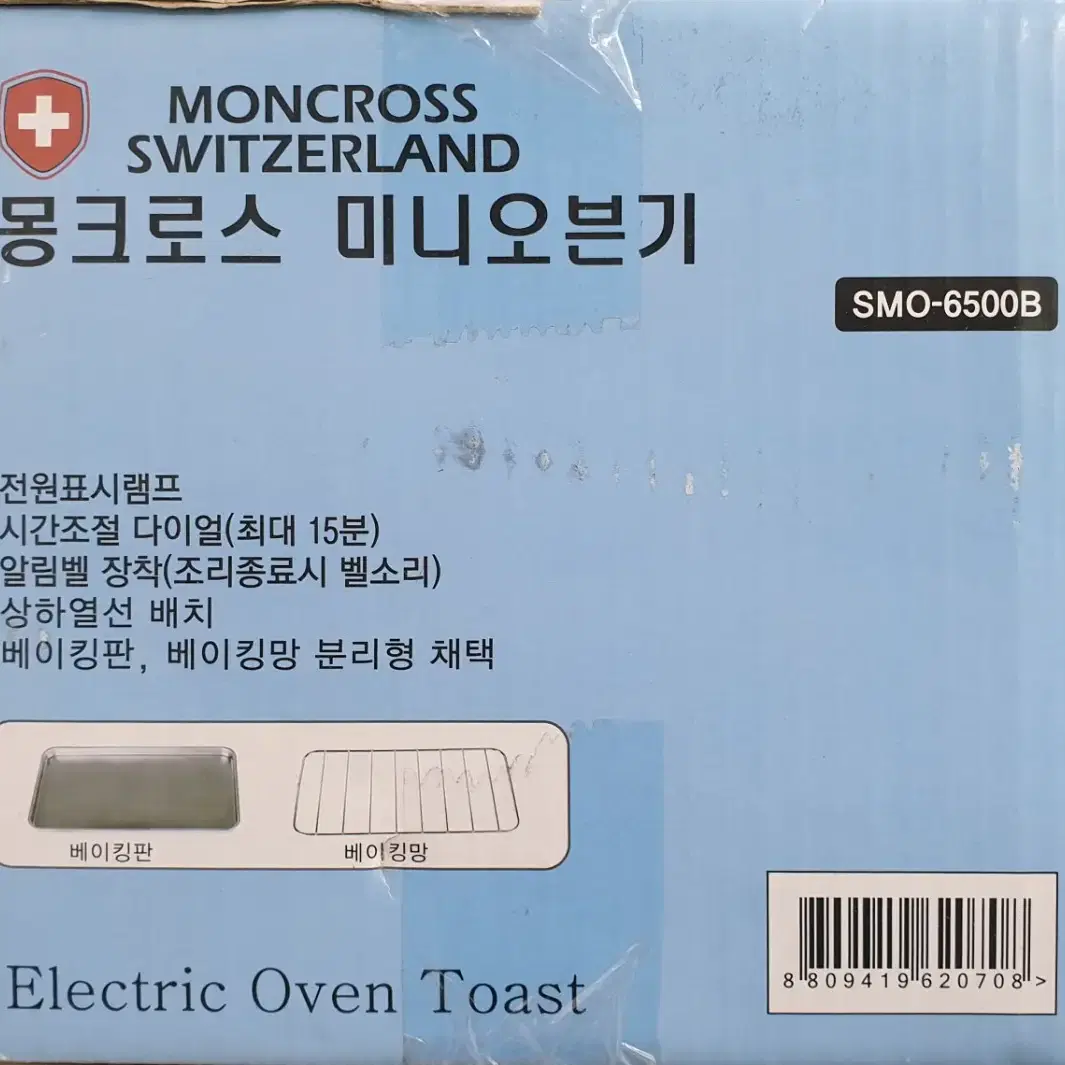 MONCROSS
SWITZERLAND
몽크로스 미니오븐기
SMO-6500B
전원표시램프
시간조절 다이얼(최대 15분)
알림벨 장착(조리종료시 벨소리)
상하열선 배치
베이킹판, 베이킹망 분리형 채택
베이킹판
베이킹망
Electric Oven Toast
8 809419 620708 >